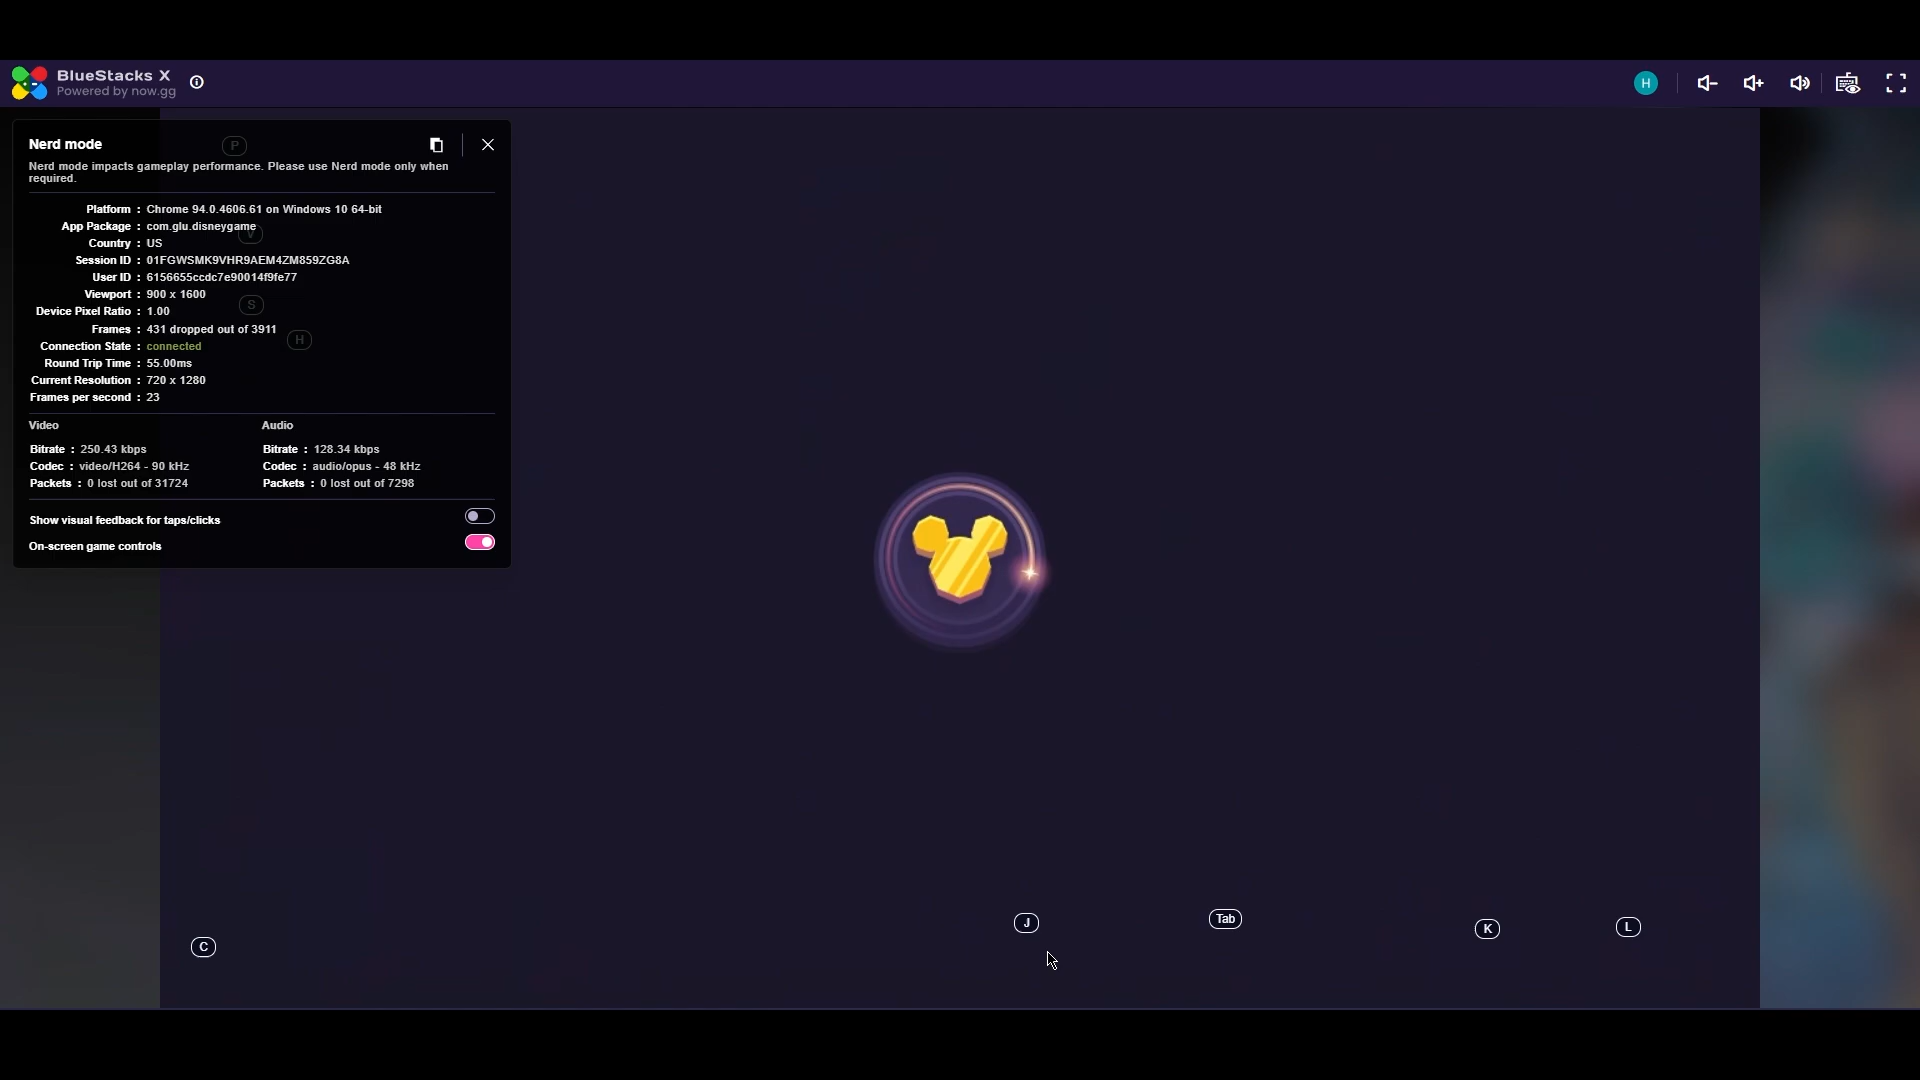 BlueStacks X
Powered by now.gg
H
Nerd mode
P
Nerd mode impacts gameplay performance. Please use Nerd mode only when
required.
Platform : Chrome 94.0.4606.61 on Windows 10 64-bit
App Package : com.glu.disneygame
V
Country : US
Session ID : 01FGWSMK9VHR9AEM4ZM859ZG8A
User ID : 6156655ccdc7e90014f9fe77
Viewport : 900 x 1600
S
Device Pixel Ratio : 1.00
Frames : 431 dropped out of 3911
H
Connection State : connected
Round Trip Time : 55.00ms
Current Resolution : 720 x 1280
Frames per second : 23
Video
Audio
Bitrate : 250.43 kbps
Bitrate : 128.34 kbps
Codec : video/H264 - 90 kHz
Codec : audio/opus - 48 kHz
Packets : 0 lost out of 31724
Packets : 0 lost out of 7298
Show visual feedback for taps/clicks
On-screen game controls
C
J
Tab
K
L